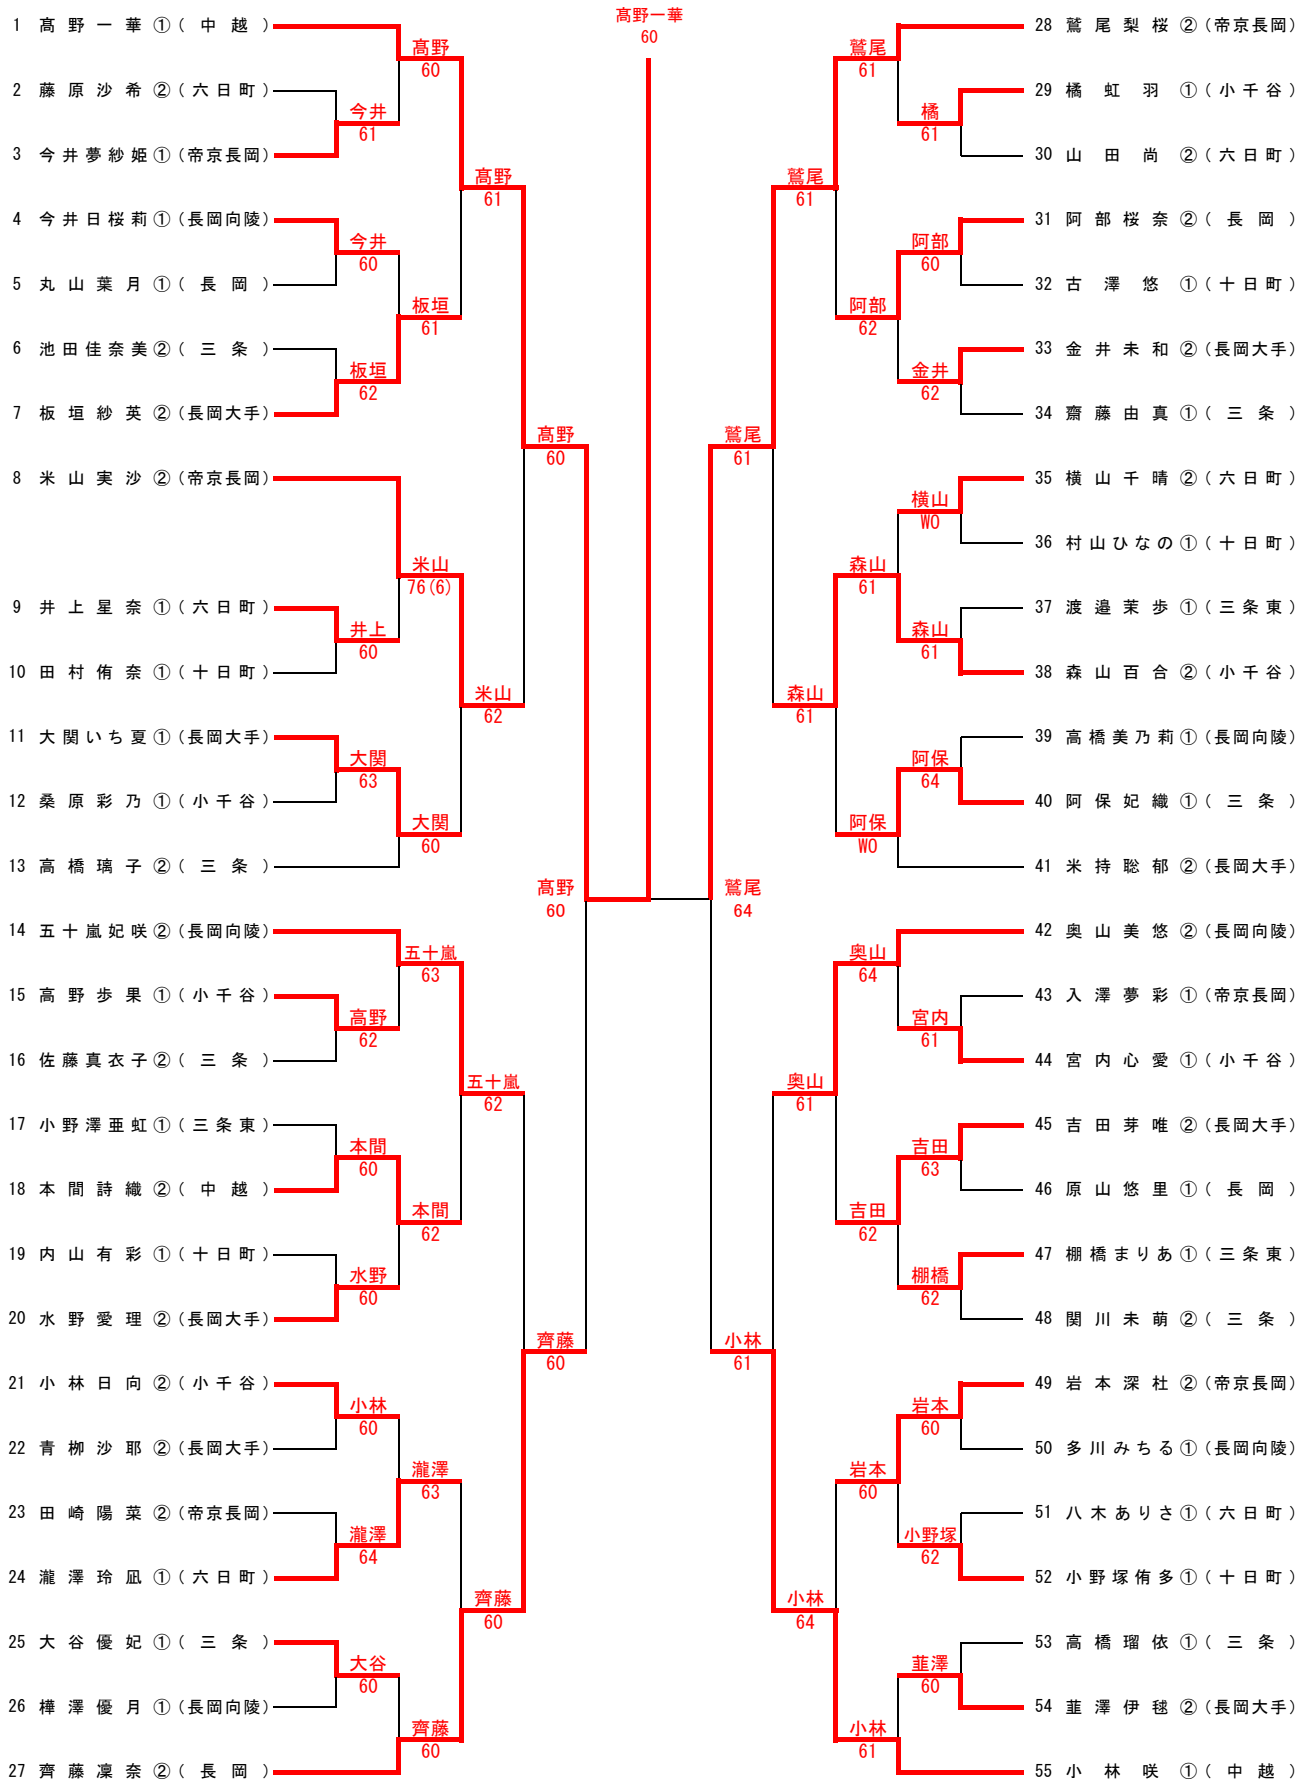 髙野一華
60
1 髙野一華 ①(中越)
2 藤原沙希 ②(六日町)
3 今井夢紗姫 ①(帝京長岡)
4 今井日桜莉 ①(長岡向陵)
5 丸山葉月 ①(長岡)
6 池田佳奈美 ②(三条)
7 板垣紗英 ②(長岡大手)
8 米山実沙 ②(帝京長岡)
9 井上星奈 ①(六日町)
10 田村侑奈 ①(十日町)
11 大関いち夏 ①(長岡大手)
12 桑原彩乃 ①(小千谷)
13 高橋璃子 ②(三条)
14 五十嵐妃咲 ②(長岡向陵)
15 高野歩果 ①(小千谷)
16 佐藤真衣子 ②(三条)
17 小野澤亜虹 ①(三条東)
18 本間詩織 ②(中越)
19 内山有彩 ①(十日町)
20 水野愛理 ②(長岡大手)
21 小林日向 ②(小千谷)
22 青栁沙耶 ②(長岡大手)
23 田崎陽菜 ②(帝京長岡)
24 瀧澤玲凪 ①(六日町)
25 大谷優妃 ①(三条)
26 樺澤優月 ①(長岡向陵)
27 齊藤凜奈 ②(長岡)
今井
61
今井
60
板垣
62
井上
60
大関
63
高野
62
本間
60
水野
60
小林
60
瀧澤
64
大谷
60
髙野
60
板垣
61
米山
76(6)
大関
60
五十嵐
63
本間
62
瀧澤
63
齊藤
60
髙野
61
米山
62
五十嵐
62
齊藤
60
髙野
60
齊藤
60
髙野
60
鷲尾
64
鷲尾
61
小林
61
鷲尾
61
森山
61
奥山
61
小林
64
鷲尾
61
阿部
62
森山
61
阿保
WO
奥山
64
吉田
62
岩本
60
小林
61
橘
61
阿部
60
金井
62
横山
WO
森山
61
阿保
64
宮内
61
吉田
63
棚橋
62
岩本
60
小野塚
62
韮澤
60
28 鷲尾梨桜 ②(帝京長岡)
29 橘虹羽 ①(小千谷)
30 山田尚 ②(六日町)
31 阿部桜奈 ②(長岡)
32 古澤悠 ①(十日町)
33 金井未和 ②(長岡大手)
34 齋藤由真 ①(三条)
35 横山千晴 ②(六日町)
36 村山ひなの ①(十日町)
37 渡邉茉歩 ①(三条東)
38 森山百合 ②(小千谷)
39 高橋美乃莉 ①(長岡向陵)
40 阿保妃織 ①(三条)
41 米持聡郁 ②(長岡大手)
42 奥山美悠 ②(長岡向陵)
43 入澤夢彩 ①(帝京長岡)
44 宮内心愛 ①(小千谷)
45 吉田芽唯 ②(長岡大手)
46 原山悠里 ①(長岡)
47 棚橋まりあ ①(三条東)
48 関川未萌 ②(三条)
49 岩本深杜 ②(帝京長岡)
50 多川みちる ①(長岡向陵)
51 八木ありさ ①(六日町)
52 小野塚侑多 ①(十日町)
53 高橋瑠依 ①(三条)
54 韮澤伊毬 ②(長岡大手)
55 小林咲 ①(中越)